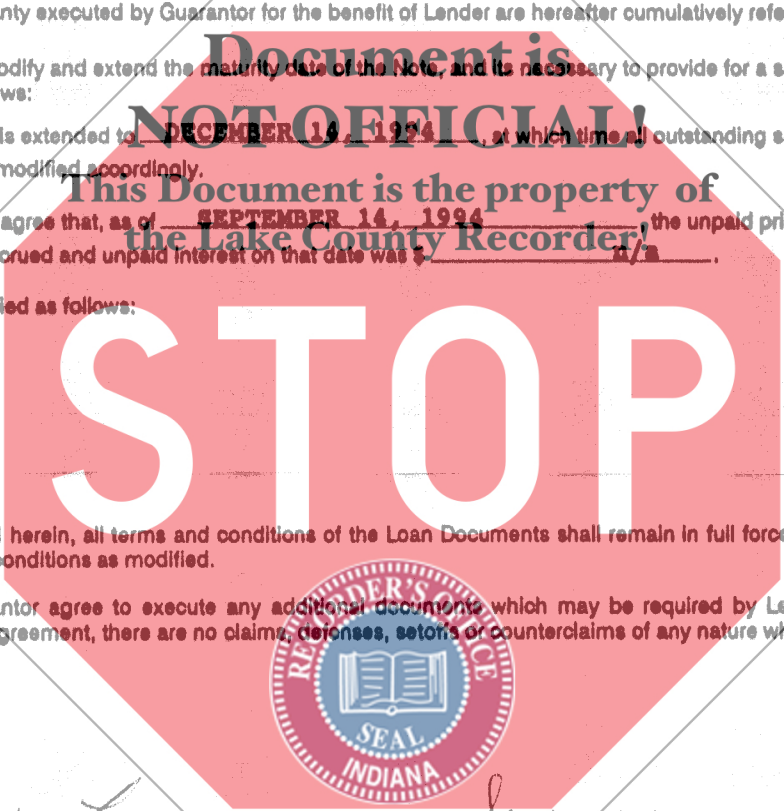 nty executed by Guarantor for the benefit of Lender are hereafter cumulatively refe
Document is
odify and extend the maturity date of the Note, and its necessary to provide for a s
ws:
NOT OFFICIAL!
is extended to DECEMBER 14, 1994, at which time all outstanding s
modified accordingly.
This Document is the property of
agree that, as of SEPTEMBER 14, 1994 the unpaid pri
the Lake County Recorder!
orued and unpaid interest on that date was $ n/a.
ied as follows:
STOP
herein, all terms and conditions of the Loan Documents shall remain in full force
onditions as modified.
antor agree to execute any additional documents which may be required by Le
greement, there are no claims, defenses, setoffs or counterclaims of any nature wh
RECORDER'S OFFICE
SEAL
INDIANA